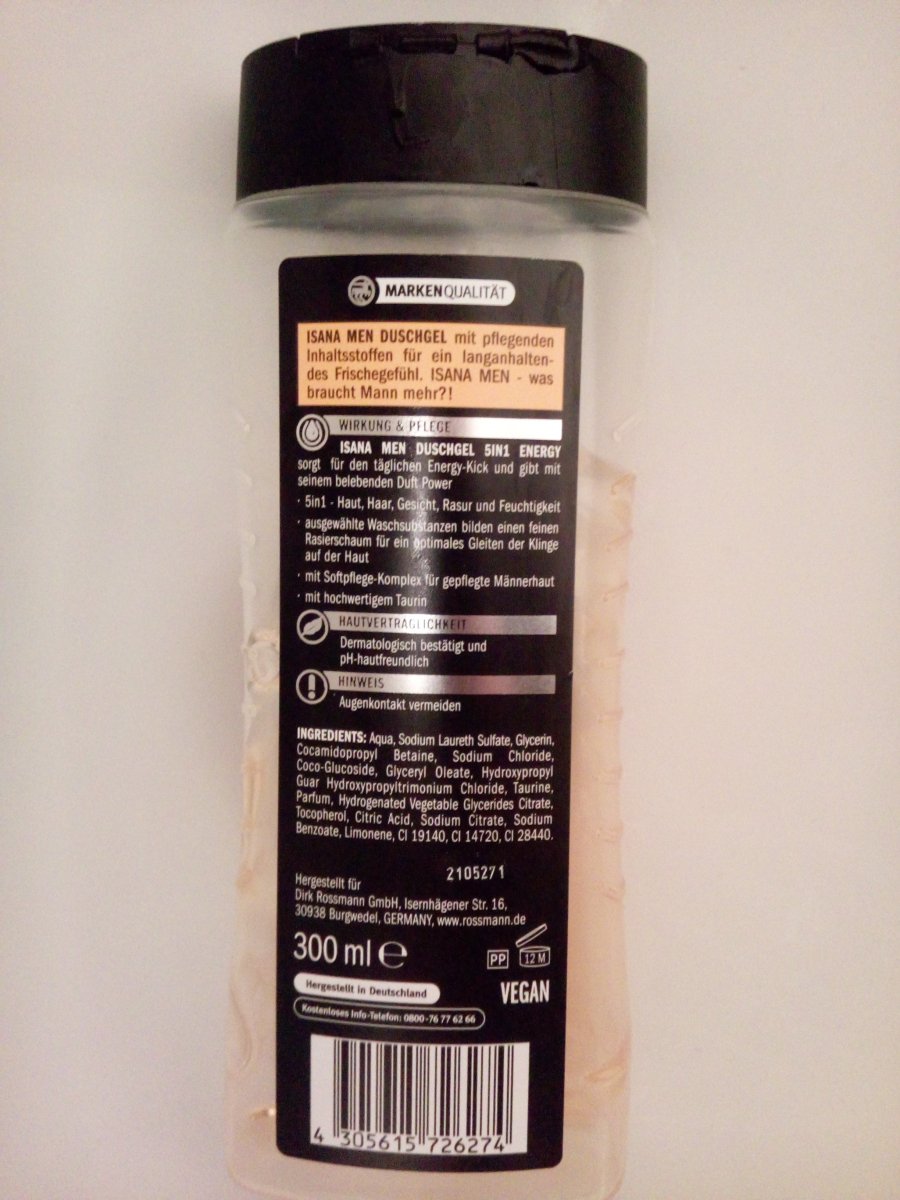 MARKENQUALITÄT
ISANA MEN DUSCHGEL mit pflegenden
Inhaltsstoffen für ein langanhalten-
des Frischegefühl. ISANA MEN - was
braucht Mann mehr?!
WIRKUNG & PFLEGE
ISANA MEN DUSCHGEL 5IN1 ENERGY
sorgt für den täglichen Energy-Kick und gibt mit
seinem belebenden Duft Power
· 5in1 - Haut, Haar, Gesicht, Rasur und Feuchtigkeit
· ausgewählte Waschsubstanzen bilden einen feinen
Rasierschaum für ein optimales Gleiten der Klinge
auf der Haut
· mit Softpflege-Komplex für gepflegte Männerhaut
· mit hochwertigem Taurin
HAUTVERTRÄGLICHKEIT
Dermatologisch bestätigt und
pH-hautfreundlich
HINWEIS
Augenkontakt vermeiden
INGREDIENTS: Aqua, Sodium Laureth Sulfate, Glycerin,
Cocamidopropyl Betaine, Sodium Chloride,
Coco-Glucoside, Glyceryl Oleate, Hydroxypropyl
Guar Hydroxypropyltrimonium Chloride, Taurine,
Parfum, Hydrogenated Vegetable Glycerides Citrate,
Tocopherol, Citric Acid, Sodium Citrate, Sodium
Benzoate, Limonene, CI 19140, CI 14720, CI 28440.
2105271
Hergestellt für
Dirk Rossmann GmbH, Isernhägener Str. 16,
30938 Burgwedel, GERMANY, www.rossmann.de
300 ml e
PP 12 M
Hergestellt in Deutschland
VEGAN
Kostenloses Info-Telefon: 0800-76 77 62 66
4 305615 726274